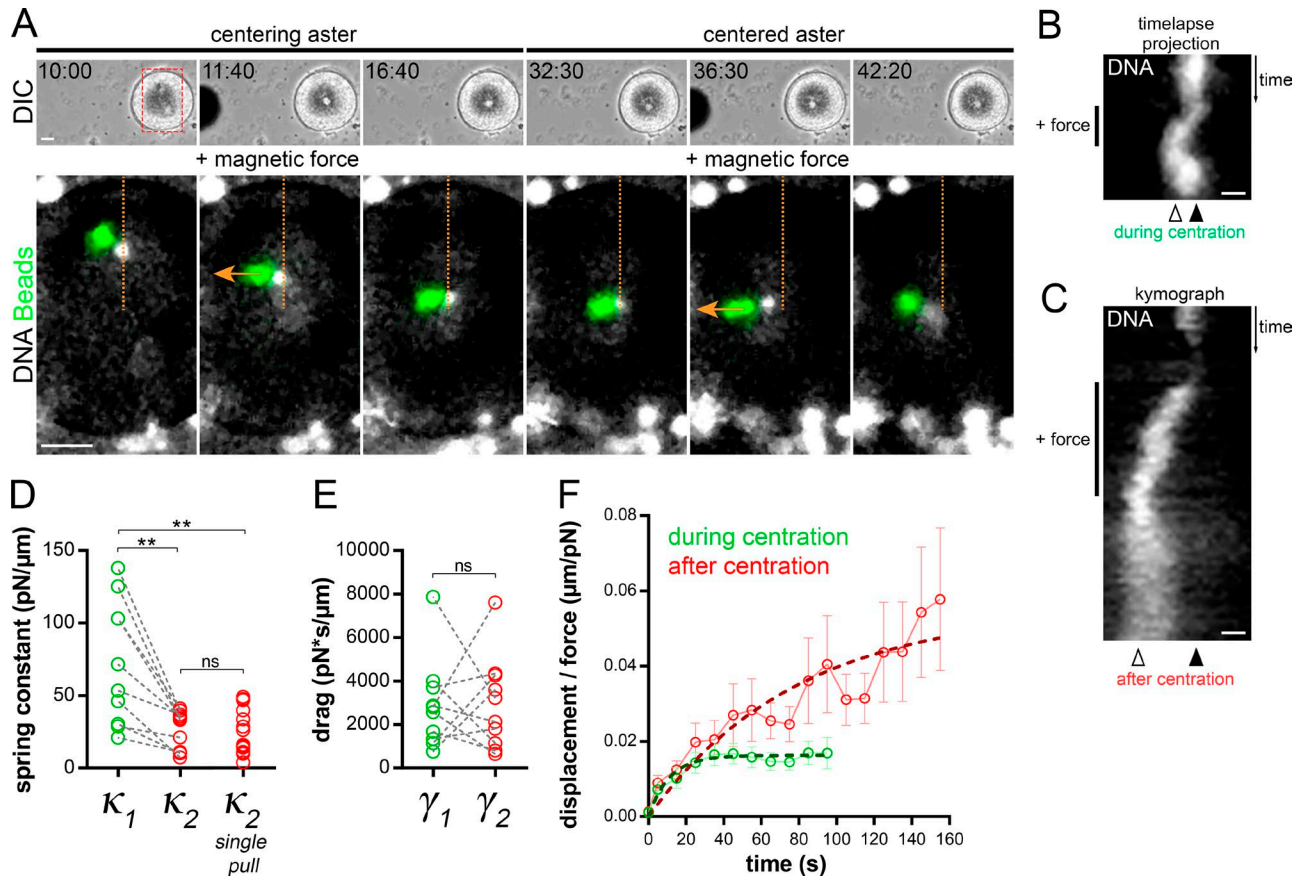 A
centering aster
centered aster
DIC
10:00
11:40
16:40
32:30
36:30
42:20
+ magnetic force
+ magnetic force
DNA Beads
B
timelapse
projection
DNA
time
+ force
during centration
C
kymograph
DNA
time
+ force
after centration
D
spring constant (pN/µm)
150
100
50
0
**
**
ns
κ1
κ2
κ2
single
pull
E
drag (pN*s/µm)
10000
8000
6000
4000
2000
0
ns
γ1
γ2
F
displacement / force (µm/pN)
0.08
0.06
0.04
0.02
0.00
during centration
after centration
0 20 40 60 80 100 120 140 160
time (s)